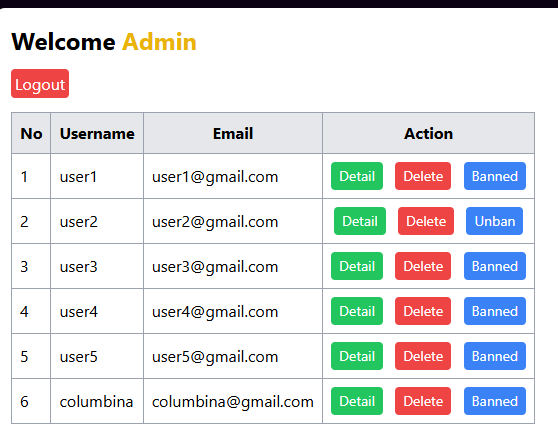 Welcome Admin
Logout
No Username Email Action
1 user1 user1@gmail.com Detail Delete Banned
2 user2 user2@gmail.com Detail Delete Unban
3 user3 user3@gmail.com Detail Delete Banned
4 user4 user4@gmail.com Detail Delete Banned
5 user5 user5@gmail.com Detail Delete Banned
6 columbina columbina@gmail.com Detail Delete Banned